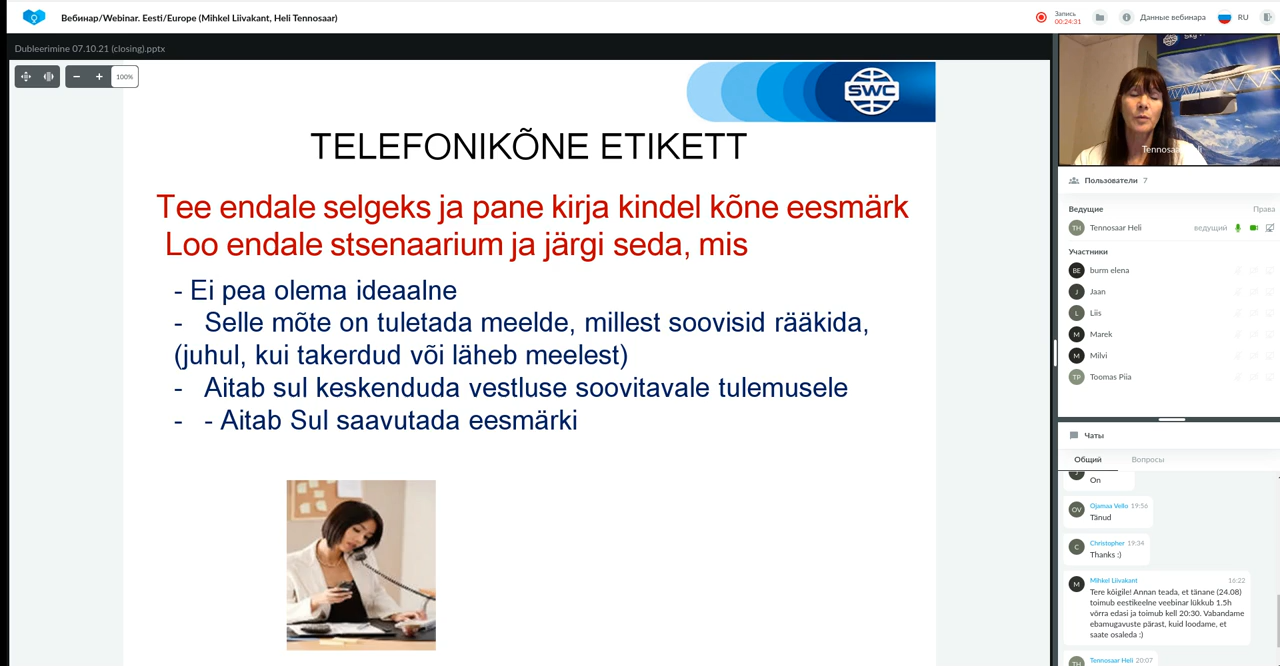 Вебинар/Webinar. Eesti/Europe (Mihkel Liivakant, Heli Tennosaar)
Запись
00:24:31
Данные вебинара
RU
Dubleerimine 07.10.21 (closing).pptx
100%
SWC
TELEFONIKÕNE ETIKETT
Tee endale selgeks ja pane kirja kindel kõne eesmärk
Loo endale stsenaarium ja järgi seda, mis
- Ei pea olema ideaalne
- Selle mõte on tuletada meelde, millest soovisid rääkida,
(juhul, kui takerdud või läheb meelest)
- Aitab sul keskenduda vestluse soovitavale tulemusele
- - Aitab Sul saavutada eesmärki
Пользователи 7
Ведущие
Права
TH
Tennosaar Heli
ведущий
Участники
BE
burm elena
J
Jaan
L
Liis
M
Marek
M
Milvi
TP
Toomas Piia
Чаты
Общий
Вопросы
On
OV
Ojamaa Vello 19:56
Tänud
C
Christopher 19:34
Thanks :)
M
Mihkel Liivakant 16:22
Tere kõigile! Annan teada, et tänane (24.08)
toimub eestikeelne veebinar lükkub 1.5h
võrra edasi ja toimub kell 20:30. Vabandame
ebamugavuste pärast, kuid loodame, et
saate osaleda :)
TH
Tennosaar Heli 20:07